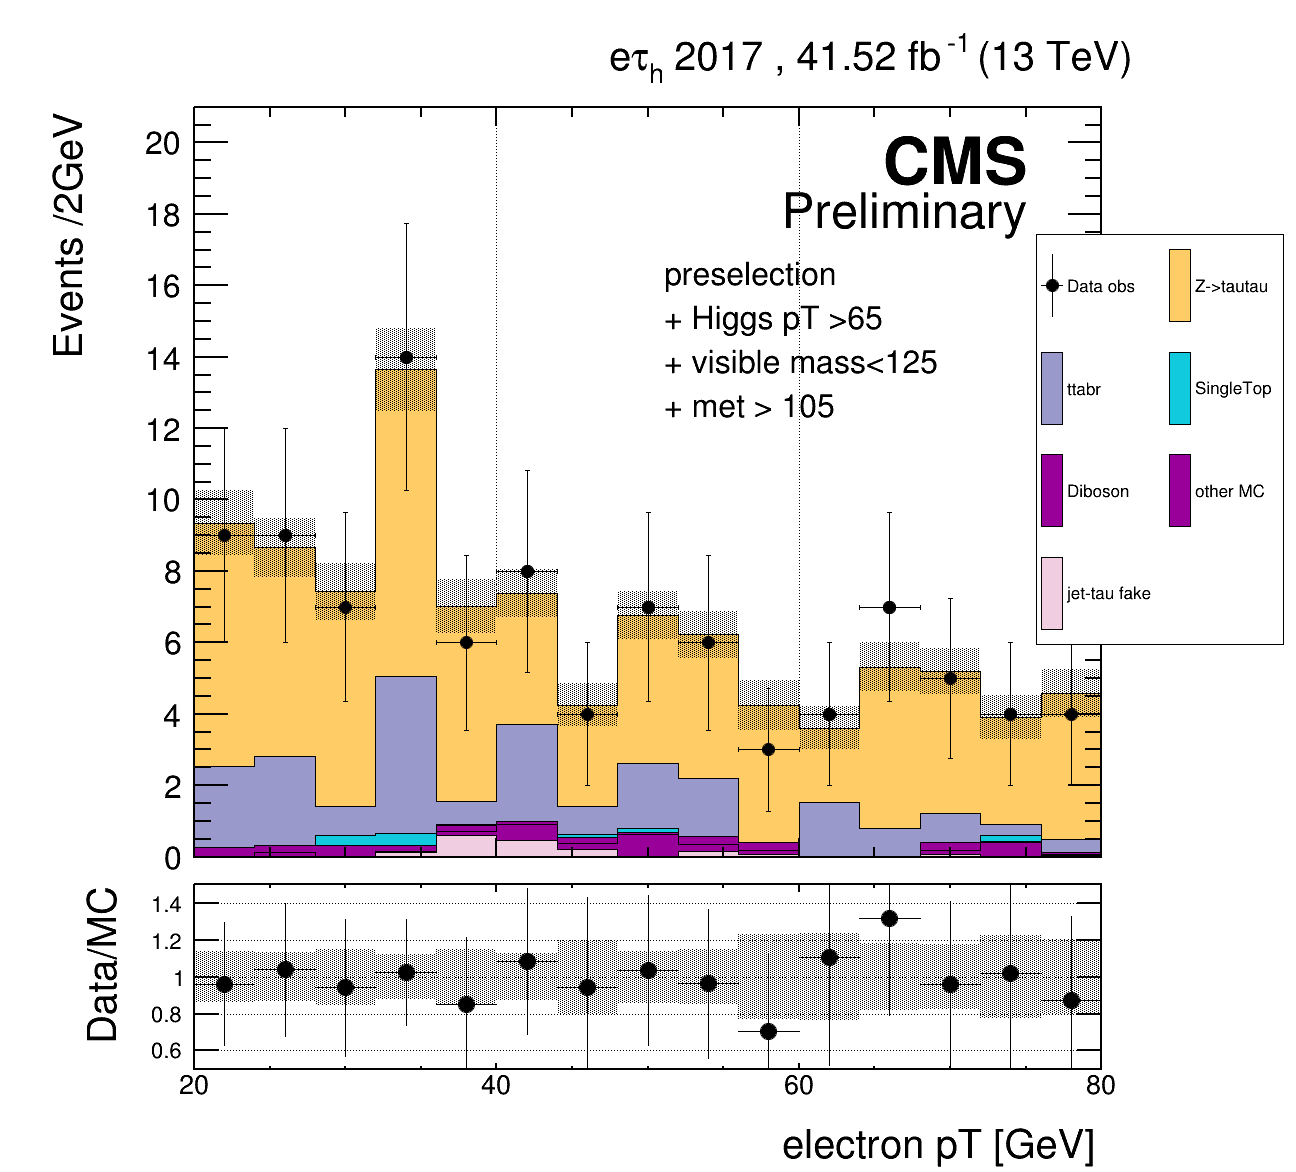 eτh 2017 , 41.52 fb-1 (13 TeV)
Events /2GeV
20
18
16
14
12
10
8
6
4
2
0
CMS
Preliminary
preselection
+ Higgs pT >65
+ visible mass<125
+ met > 105
Data obs
Z->tautau
ttabr
SingleTop
Diboson
other MC
jet-tau fake
Data/MC
1.4
1.2
1
0.8
0.6
20
40
60
80
electron pT [GeV]